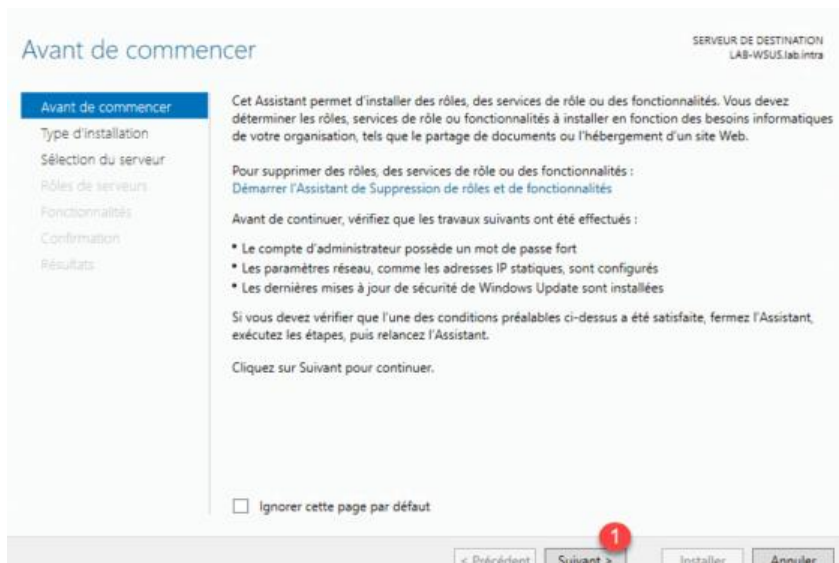 Avant de commencer
SERVEUR DE DESTINATION
LAB-WSUS.lab.intra
Avant de commencer
Type d'installation
Sélection du serveur
Rôles de serveurs
Fonctionnalités
Confirmation
Résultats
Cet Assistant permet d'installer des rôles, des services de rôle ou des fonctionnalités. Vous devez
déterminer les rôles, services de rôle ou fonctionnalités à installer en fonction des besoins informatiques
de votre organisation, tels que le partage de documents ou l'hébergement d'un site Web.
Pour supprimer des rôles, des services de rôle ou des fonctionnalités :
Démarrer l'Assistant de Suppression de rôles et de fonctionnalités
Avant de continuer, vérifiez que les travaux suivants ont été effectués :
• Le compte d'administrateur possède un mot de passe fort
• Les paramètres réseau, comme les adresses IP statiques, sont configurés
• Les dernières mises à jour de sécurité de Windows Update sont installées
Si vous devez vérifier que l'une des conditions préalables ci-dessus a été satisfaite, fermez l'Assistant,
exécutez les étapes, puis relancez l'Assistant.
Cliquez sur Suivant pour continuer.
Ignorer cette page par défaut
1
< Précédent Suivant > Installer Annuler